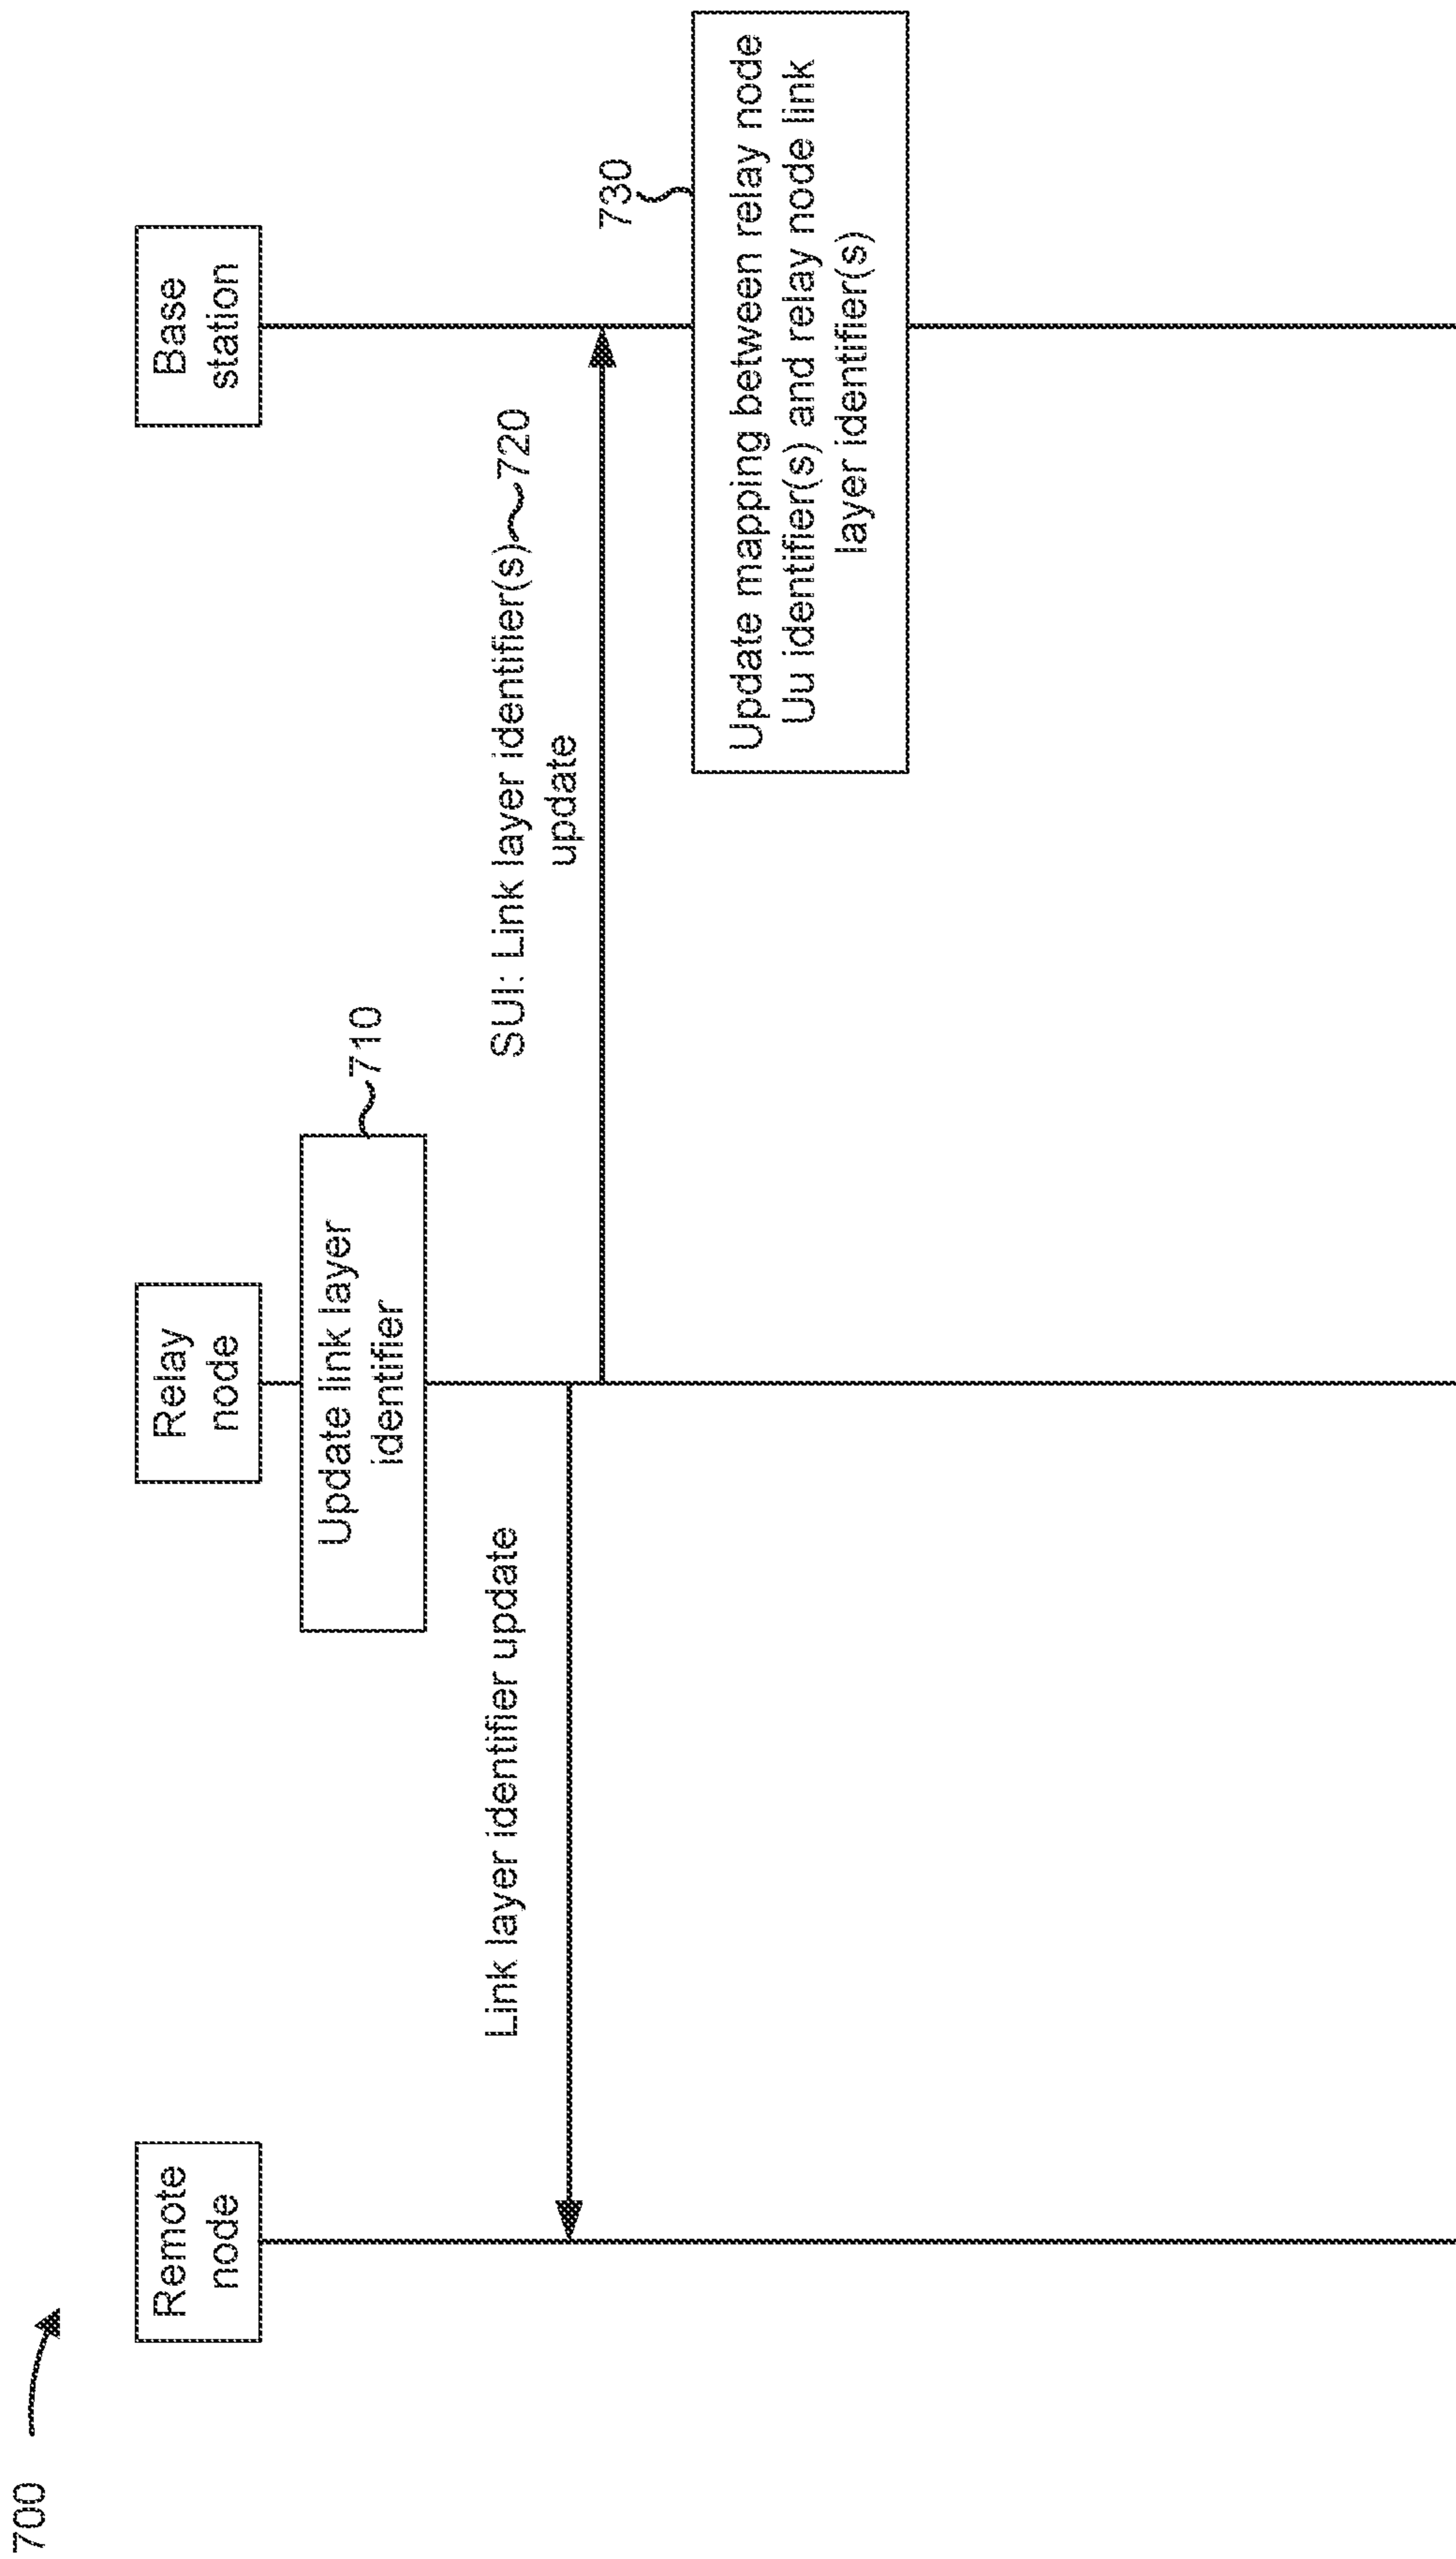 700
Remote
node
Relay
node
Base
station
Update link layer
identifier
710
Link layer identifier update
SUI: Link layer identifier(s)
720
update
730
Update mapping between relay node
Uu identifier(s) and relay node link
layer identifier(s)